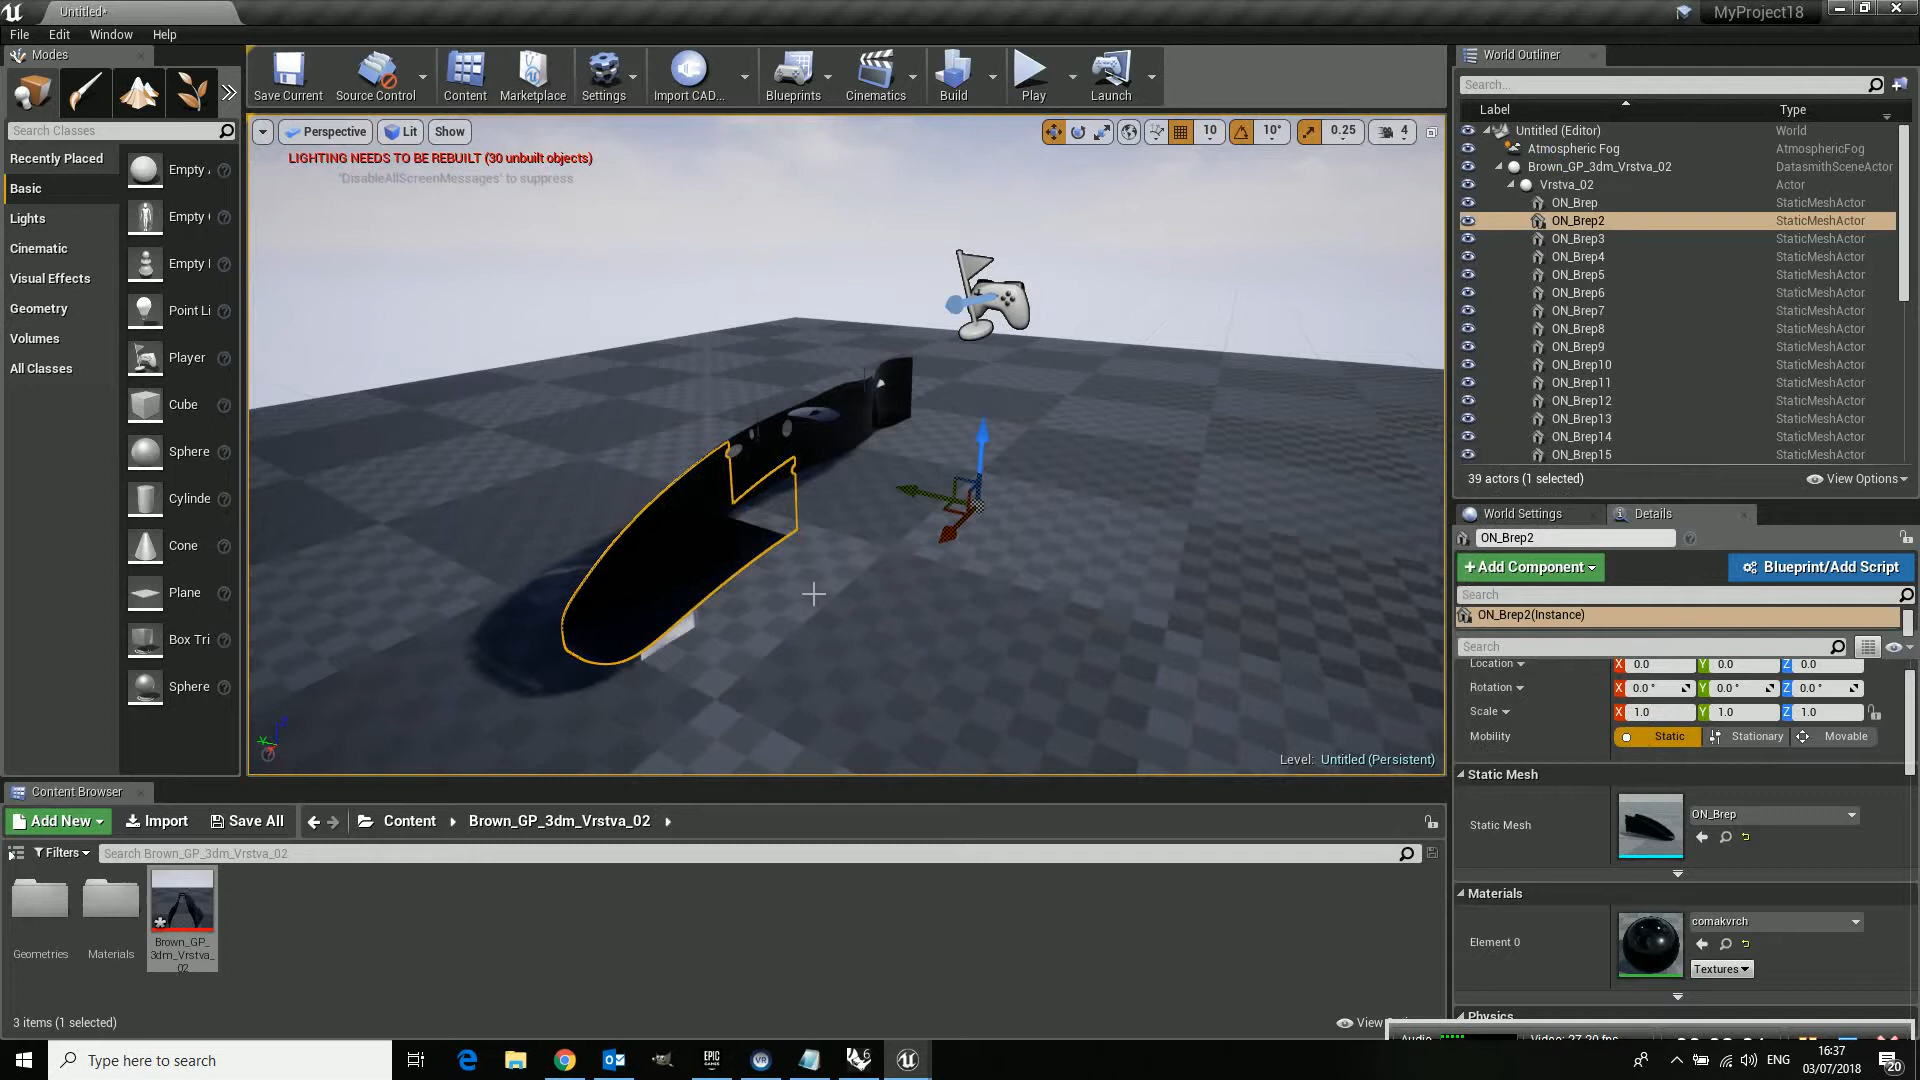 Untitled*
MyProject18
File Edit Window Help
Modes
Search Classes
Recently Placed
Basic
Lights
Cinematic
Visual Effects
Geometry
Volumes
All Classes
Empty
Empty
Empty
Point Li
Player
Cube
Sphere
Cylinde
Cone
Plane
Box Tri
Sphere
Save Current
Source Control
Content
Marketplace
Settings
Import CAD...
Blueprints
Cinematics
Build
Play
Launch
Perspective
Lit
Show
10
10°
0.25
4
LIGHTING NEEDS TO BE REBUILT (30 unbuilt objects)
'DisableAllScreenMessages' to suppress
Level: Untitled (Persistent)
World Outliner
Search...
Label Type
Untitled (Editor) World
Atmospheric Fog AtmosphericFog
Brown_GP_3dm_Vrstva_02 DatasmithSceneActor
Vrstva_02 Actor
ON_Brep StaticMeshActor
ON_Brep2 StaticMeshActor
ON_Brep3 StaticMeshActor
ON_Brep4 StaticMeshActor
ON_Brep5 StaticMeshActor
ON_Brep6 StaticMeshActor
ON_Brep7 StaticMeshActor
ON_Brep8 StaticMeshActor
ON_Brep9 StaticMeshActor
ON_Brep10 StaticMeshActor
ON_Brep11 StaticMeshActor
ON_Brep12 StaticMeshActor
ON_Brep13 StaticMeshActor
ON_Brep14 StaticMeshActor
ON_Brep15 StaticMeshActor
39 actors (1 selected)
View Options
World Settings
Details
ON_Brep2
+Add Component
Blueprint/Add Script
Search
ON_Brep2(Instance)
Search
Location X 0.0 Y 0.0 Z 0.0
Rotation X 0.0 ° Y 0.0 ° Z 0.0 °
Scale X 1.0 Y 1.0 Z 1.0
Mobility Static Stationary Movable
Static Mesh
Static Mesh
ON_Brep
Materials
Element 0
comakvrch
Textures
Physics
Content Browser
Add New
Import
Save All
Content
Brown_GP_3dm_Vrstva_02
Filters
Search Brown_GP_3dm_Vrstva_02
Geometries
Materials
Brown_GP_
3dm_Vrstva_
02
3 items (1 selected)
View
Audio
Video: 27.20 fps
Type here to search
EPIC
GAMES
VR
6
ENG
16:37
03/07/2018
20